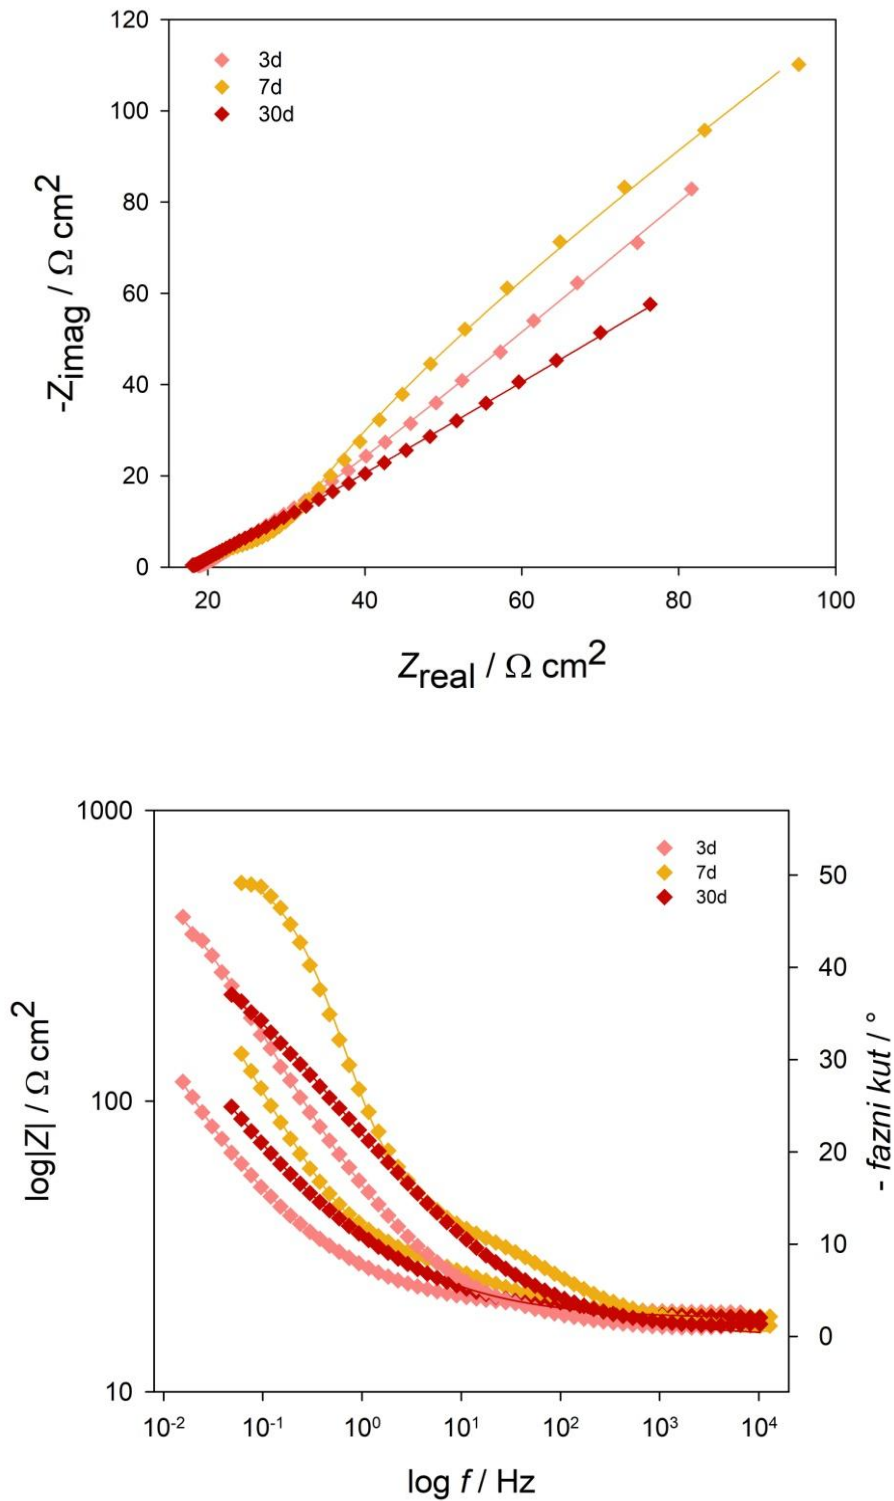 120
100
80
60
40
20
0
3d
7d
30d
-Zimag / Ω cm2
20 40 60 80 100
Zreal / Ω cm2
1000
100
10
3d
7d
30d
50
40
30
20
10
0
log|Z| / Ω cm2
- fazni kut / °
10-2 10-1 100 101 102 103 104
log f / Hz